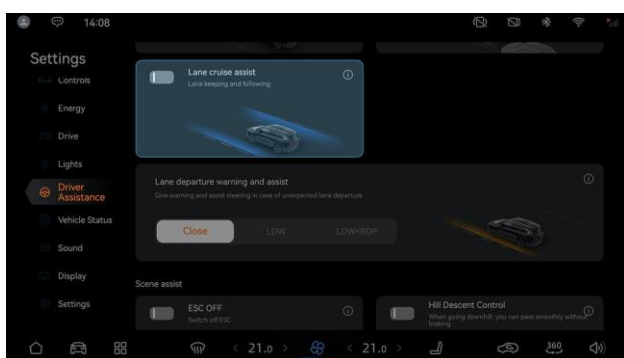 14:08
Settings
Controls
Energy
Drive
Lights
Driver
Assistance
Vehicle Status
Sound
Display
Settings
Lane cruise assist
Lane keeping and following
Lane departure warning and assist
Give warning and assist steering in case of unexpected lane departure
Close LDW LDW+RDP
Scene assist
ESC OFF
Switch off ESC
Hill Descent Control
When going downhill, you can pass smoothly without
braking
< 21.0 > < 21.0 >
360